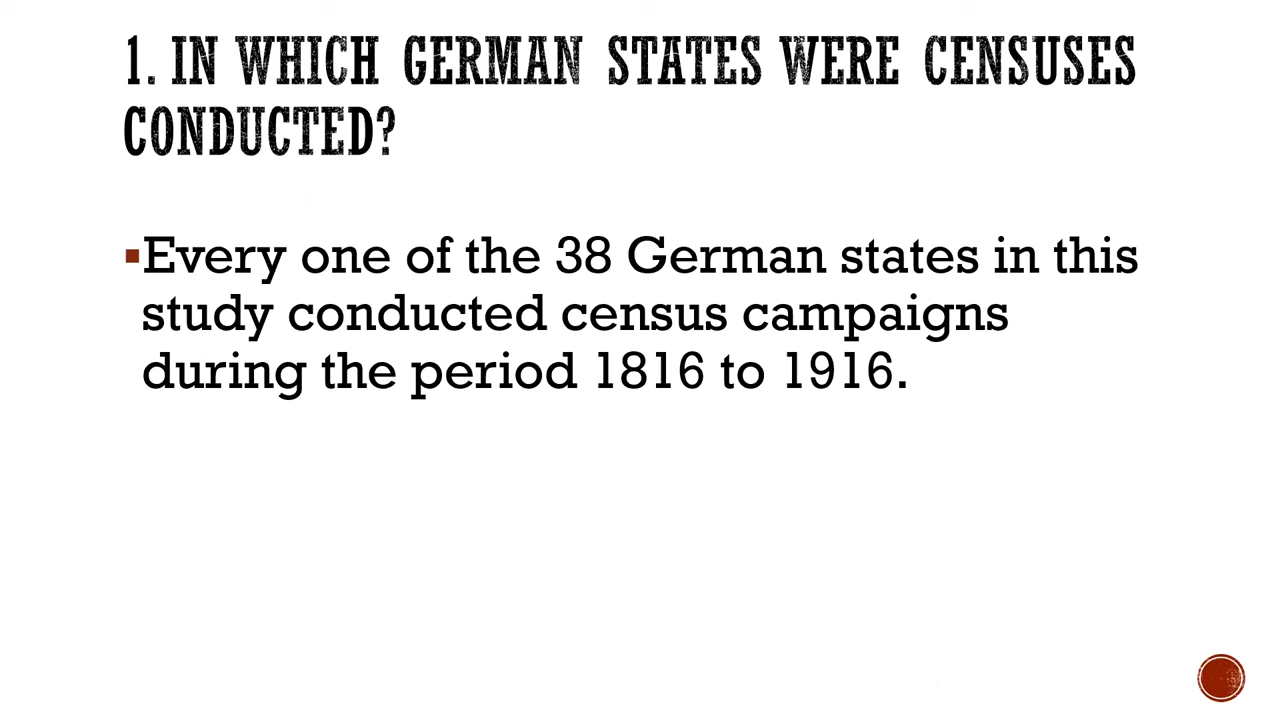 1. IN WHICH GERMAN STATES WERE CENSUSES
CONDUCTED?
▪Every one of the 38 German states in this
study conducted census campaigns
during the period 1816 to 1916.